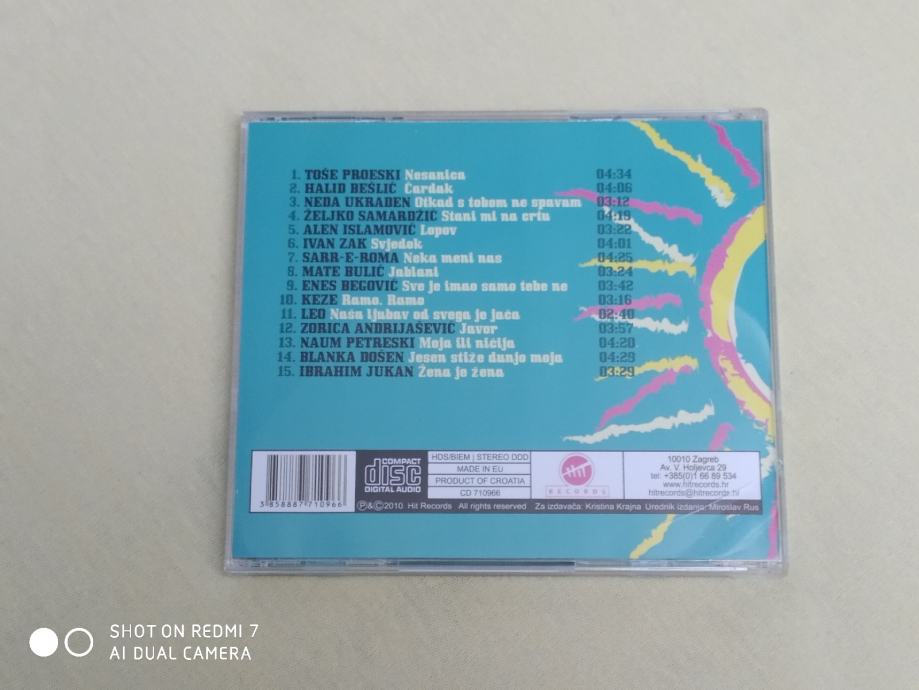 1. TOŠE PROESKI Nesanica 04:34
2. HALID BEŠLIĆ Čardak 04:06
3. NEDA UKRADEN Otkad s tobom ne spavam 03:12
4. ŽELJKO SAMARDŽIĆ Stani mi na crtu 04:19
5. ALEN ISLAMOVIĆ Lopov 03:22
6. IVAN ZAK Svjedok 04:01
7. SARR-E-ROMA Neka meni nas 04:25
8. MATE BULIĆ Jablani 03:24
9. ENES BEGOVIĆ Sve je imao samo tebe ne 03:42
10. KEZE Ramo, Ramo 03:16
11. LEO Naša ljubav od svega je jača 02:40
12. ZORICA ANDRIJAŠEVIĆ Javor 03:57
13. NAUM PETRESKI Moja ili ničija 04:20
14. BLANKA DOŠEN Jesen stiže dunjo moja 04:29
15. IBRAHIM JUKAN Žena je žena 03:29
3 858887 710966
COMPACT
disc
DIGITAL AUDIO
HDS/BIEM | STEREO DDD
MADE IN EU
PRODUCT OF CROATIA
CD 710966
HIT
RECORDS
10010 Zagreb
Av. V. Holjevca 29
tel: +385(0)1 66 89 534
www.hitrecords.hr
hitrecords@hitrecords.hr
Ⓟ&Ⓒ2010 Hit Records All rights reserved Za izdavača: Kristina Krajna Urednik izdanja: Miroslav Rus
SHOT ON REDMI 7
AI DUAL CAMERA